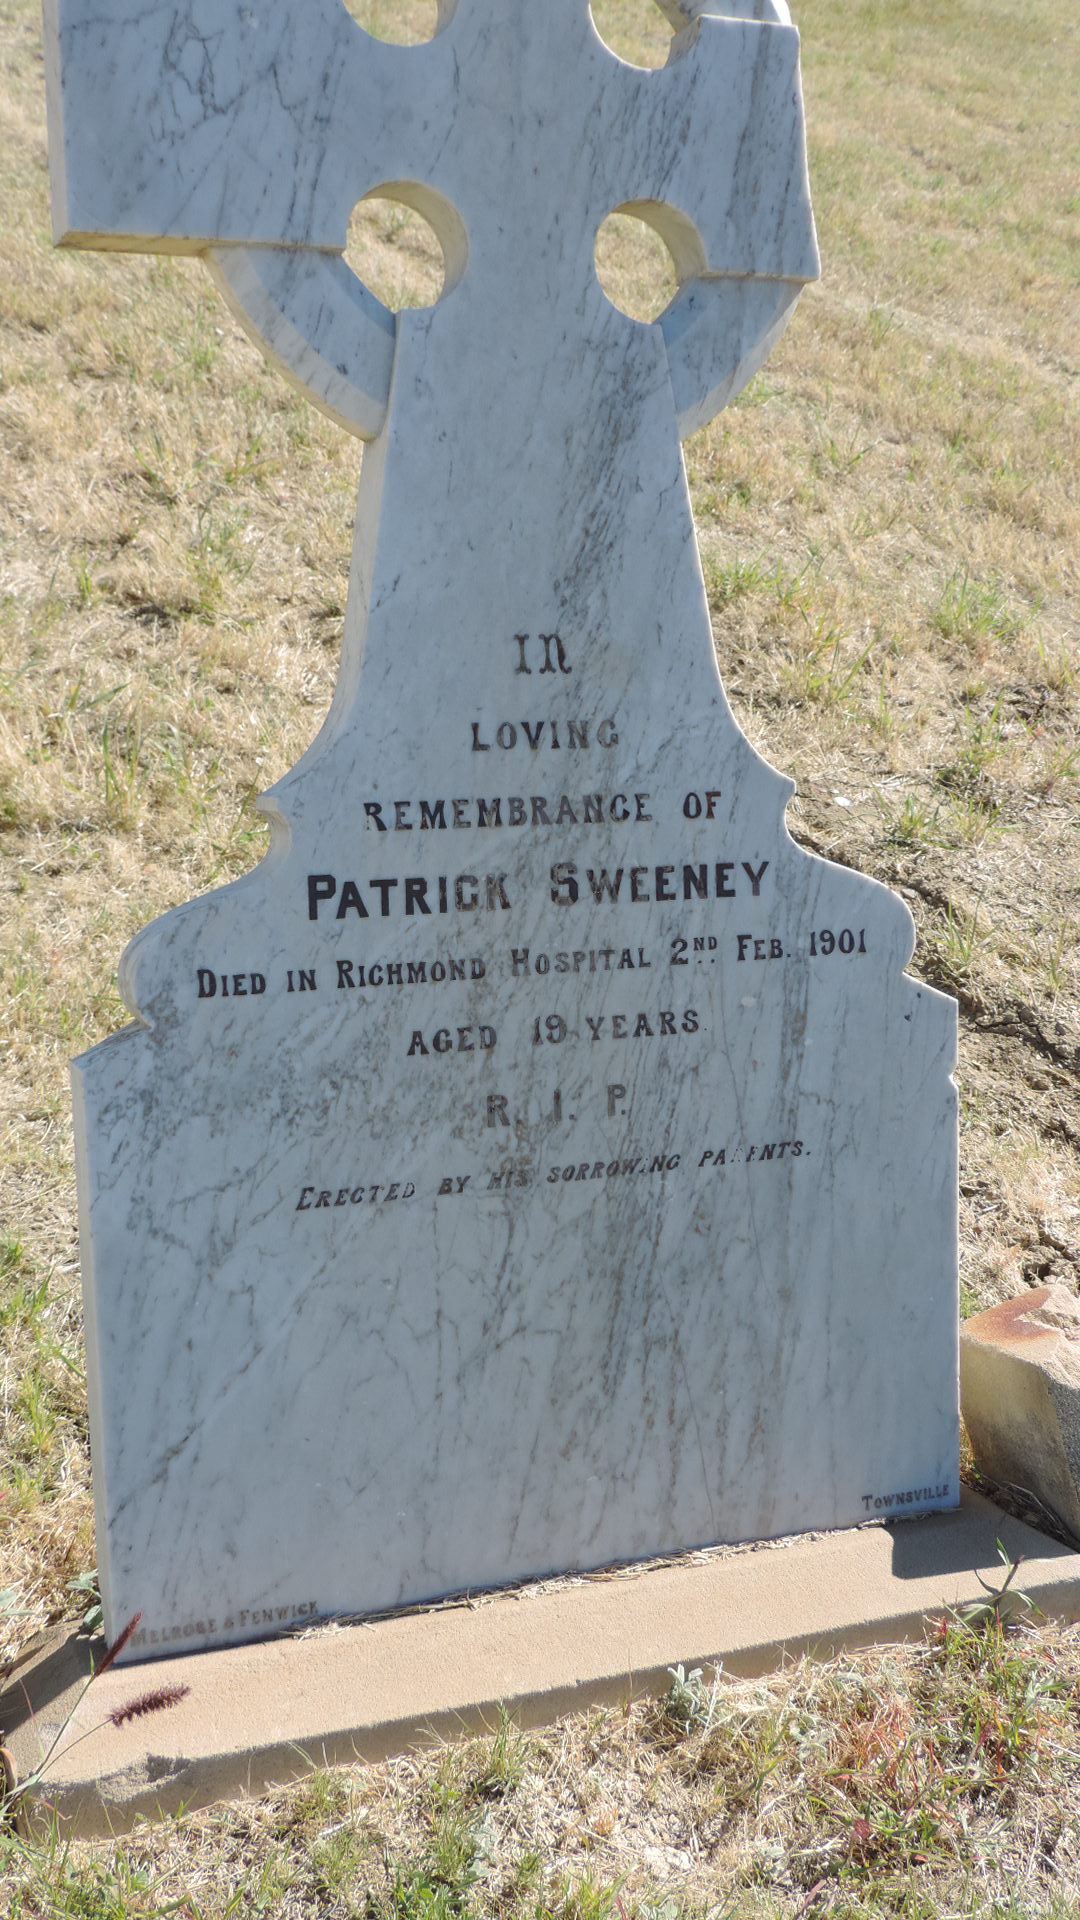 In
LOVING
REMEMBRANCE OF
PATRICK SWEENEY
DIED IN RICHMOND HOSPITAL 2ND FEB. 1901
AGED 19 YEARS
R. I. P.
ERECTED BY HIS SORROWING PARENTS.
TOWNSVILLE
MELROSE & FENWICK